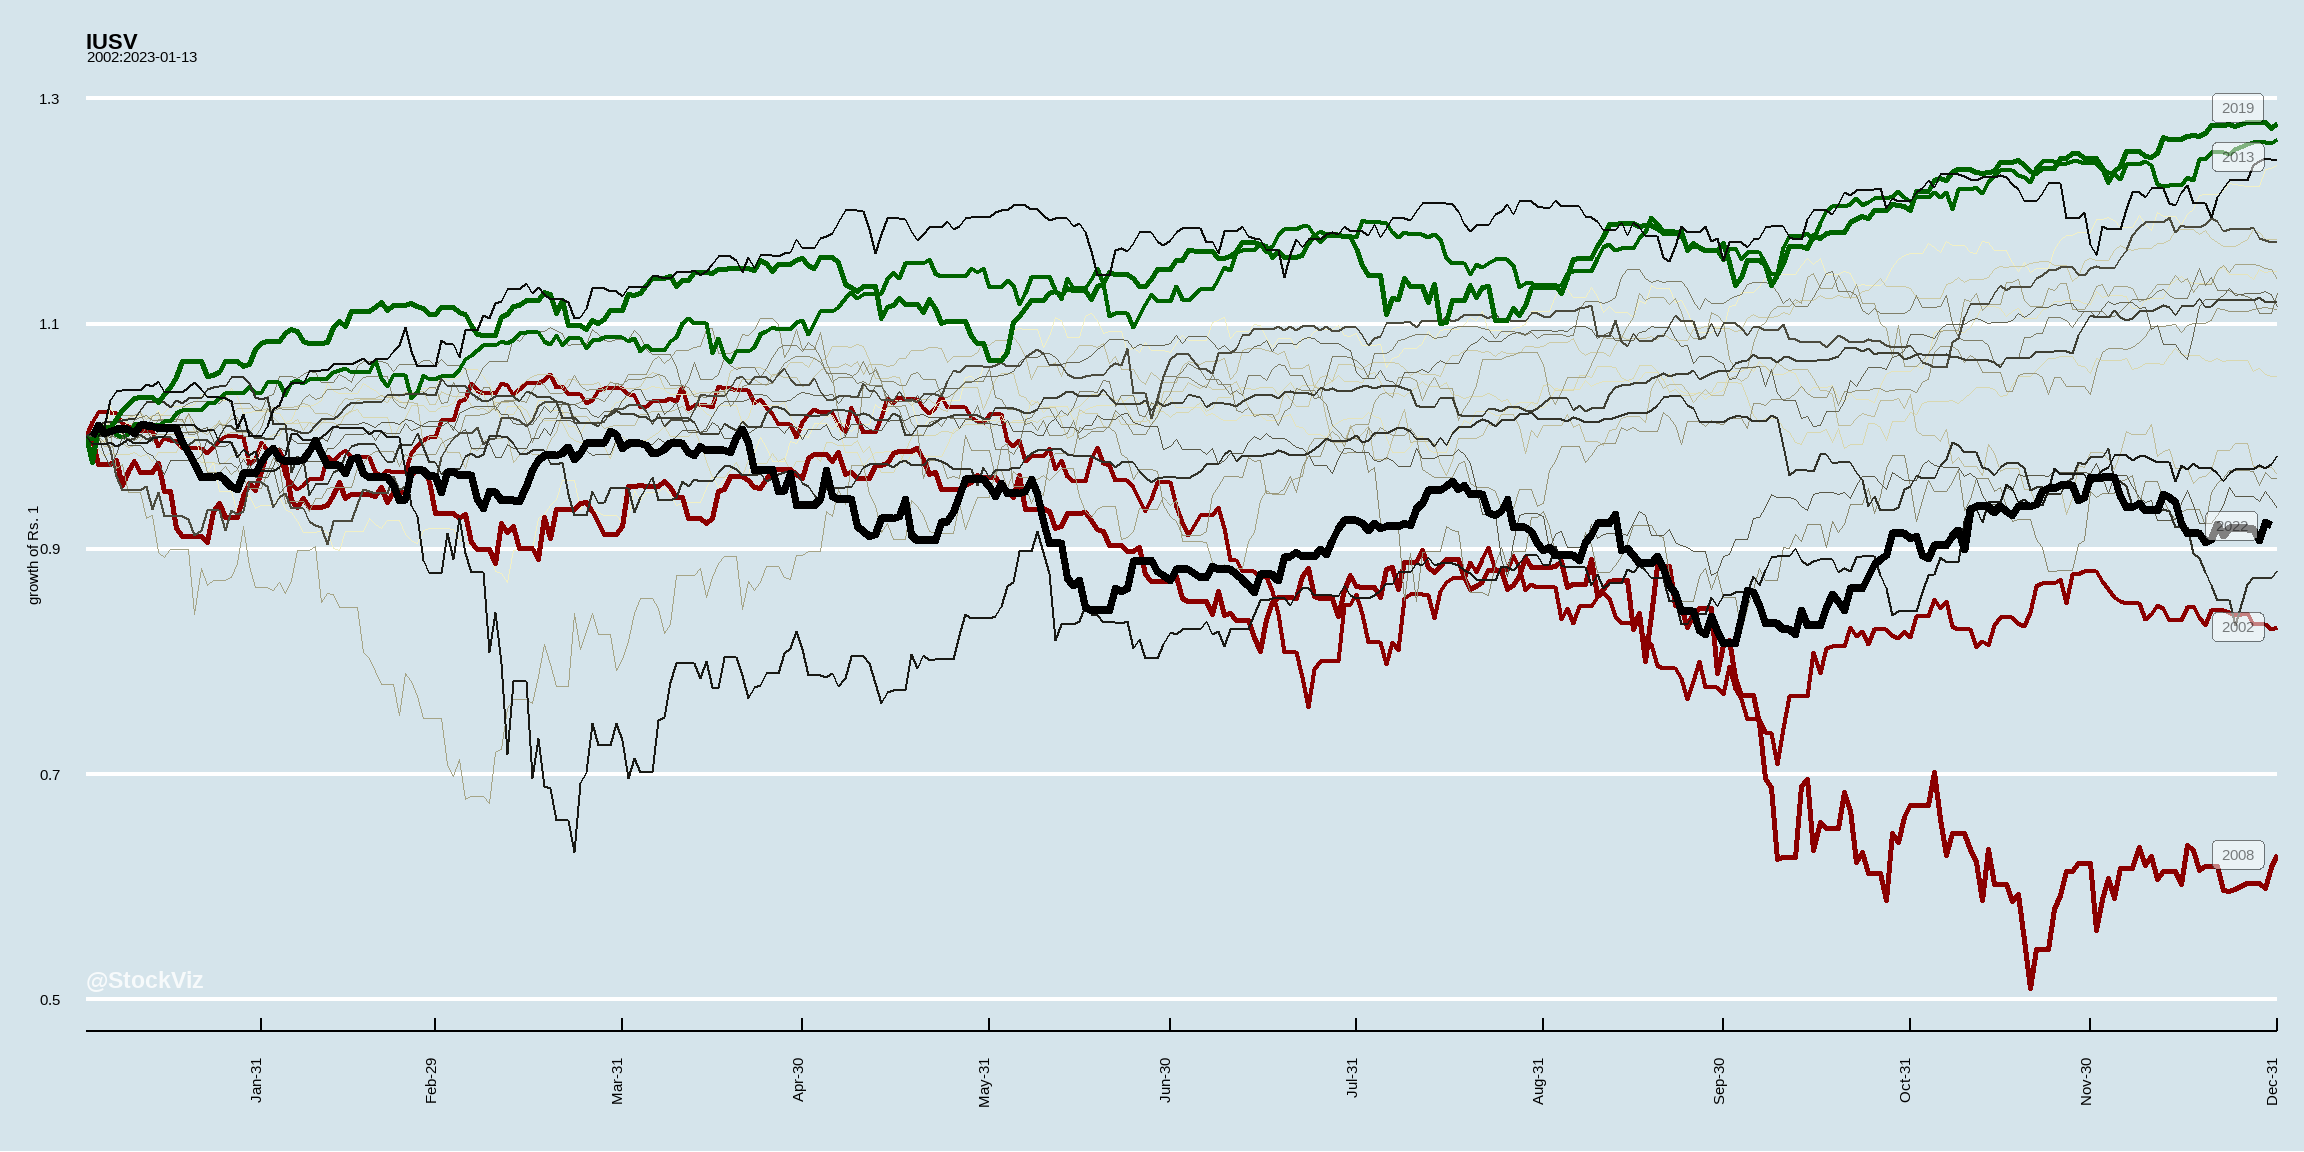 IUSV
2002:2023-01-13
growth of Rs. 1
1.3
1.1
0.9
0.7
0.5
2019
2013
2022
2002
2008
@StockViz
Jan-31
Feb-29
Mar-31
Apr-30
May-31
Jun-30
Jul-31
Aug-31
Sep-30
Oct-31
Nov-30
Dec-31